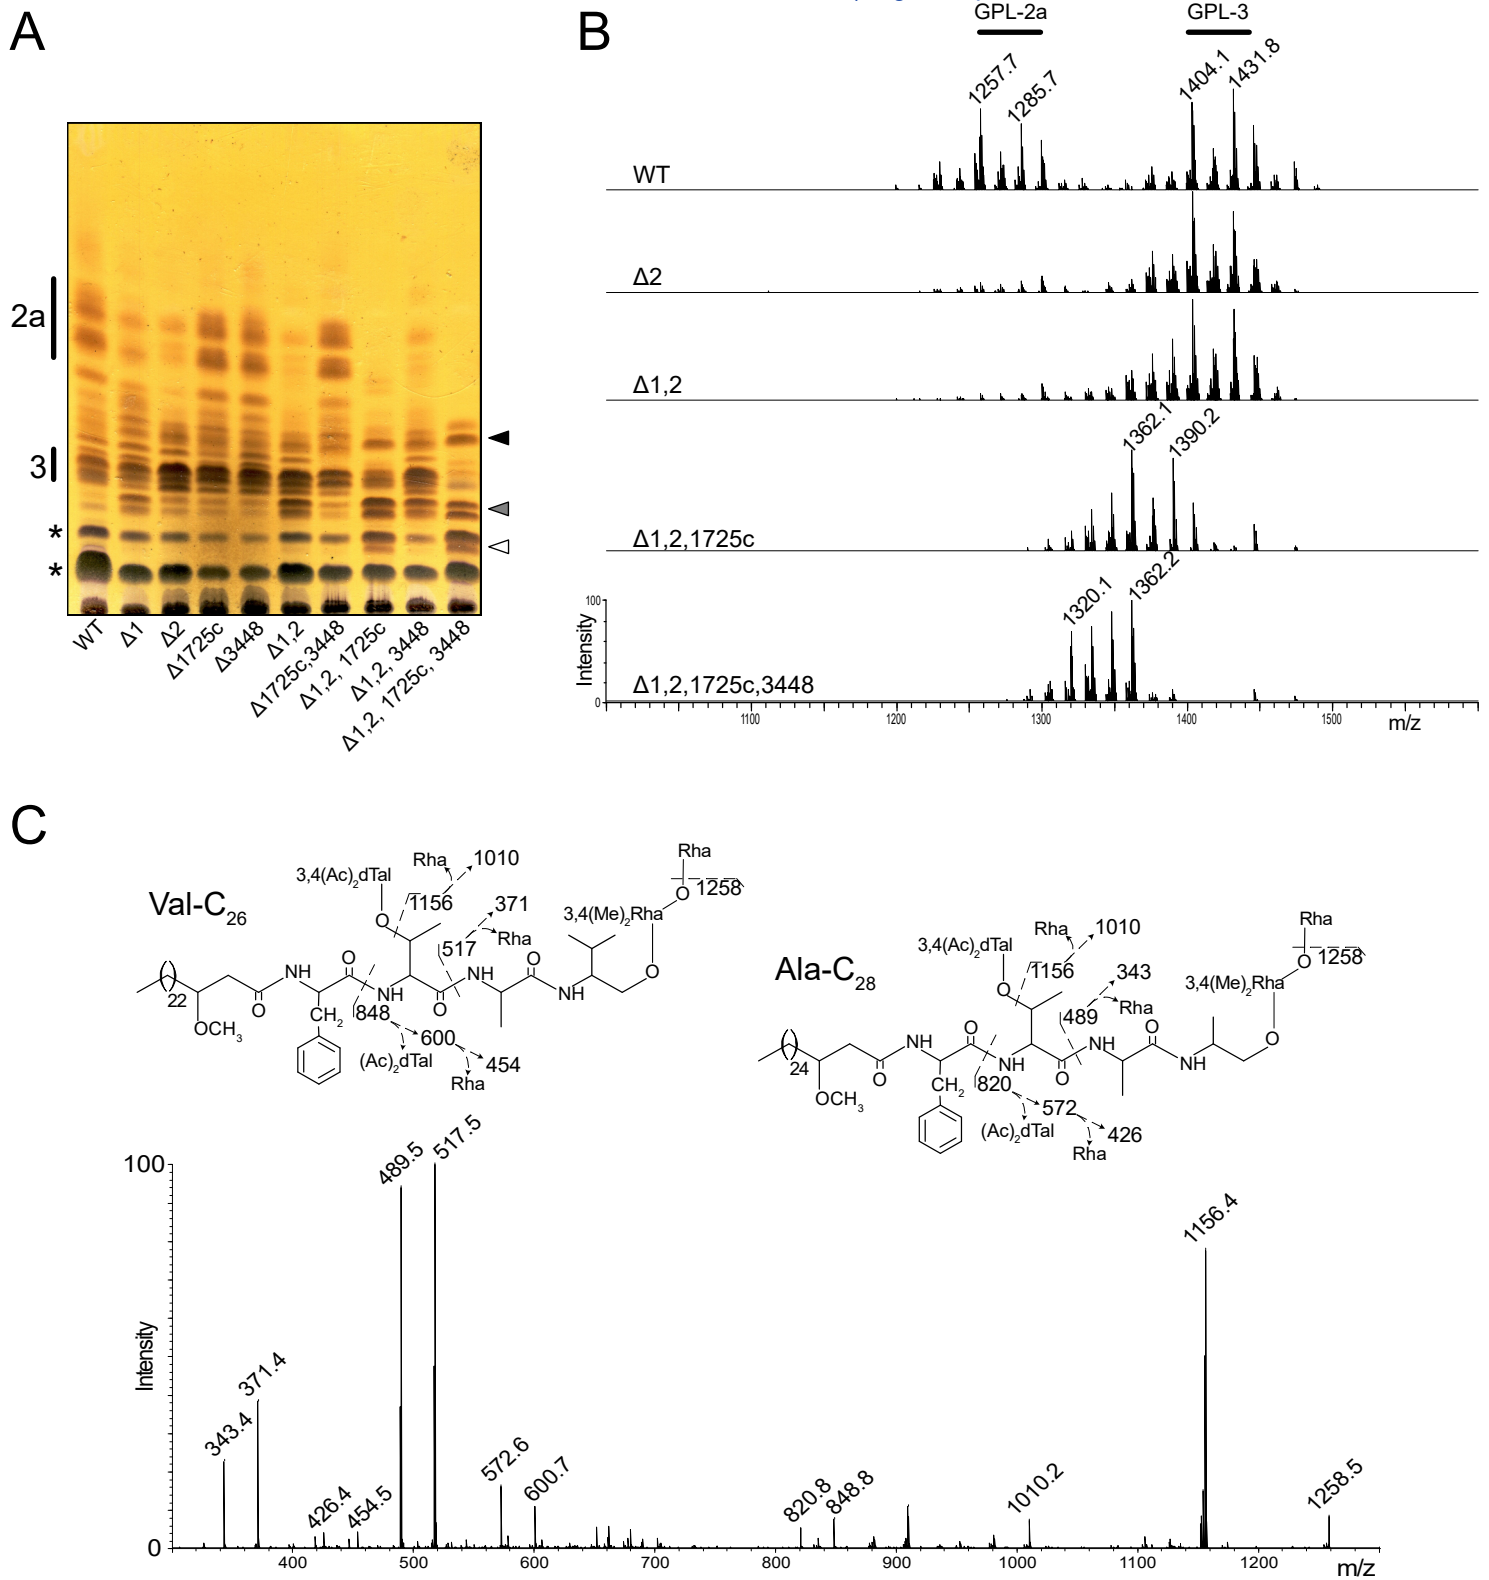 A
2a
3
*
*
WT
Δ1
Δ2
Δ1725c
Δ3448
Δ1,2
Δ1725c,3448
Δ1,2, 1725c
Δ1,2, 3448
Δ1,2, 1725c, 3448
B
GPL-2a
GPL-3
1257.7
1285.7
1404.1
1431.8
WT
Δ2
Δ1,2
1362.1
1390.2
Δ1,2,1725c
1320.1
1362.2
Δ1,2,1725c,3448
Intensity
100
0
1100
1200
1300
1400
1500
m/z
C
Val-C26
3,4(Ac)2dTal
Rha
1010
1156
371
517
Rha
3,4(Me)2Rha
Rha
1258
O
O
O
O
O
O
O
NH
NH
NH
NH
( )22
OCH3
CH2
848
(Ac)2dTal
600
Rha
454
Ala-C28
3,4(Ac)2dTal
Rha
1010
1156
343
489
Rha
3,4(Me)2Rha
Rha
1258
O
O
O
O
O
O
O
NH
NH
NH
NH
( )24
OCH3
CH2
820
(Ac)2dTal
572
Rha
426
Intensity
100
0
343.4
371.4
426.4
454.5
489.5
517.5
572.6
600.7
820.8
848.8
1010.2
1156.4
1258.5
400
500
600
700
800
900
1000
1100
1200
m/z